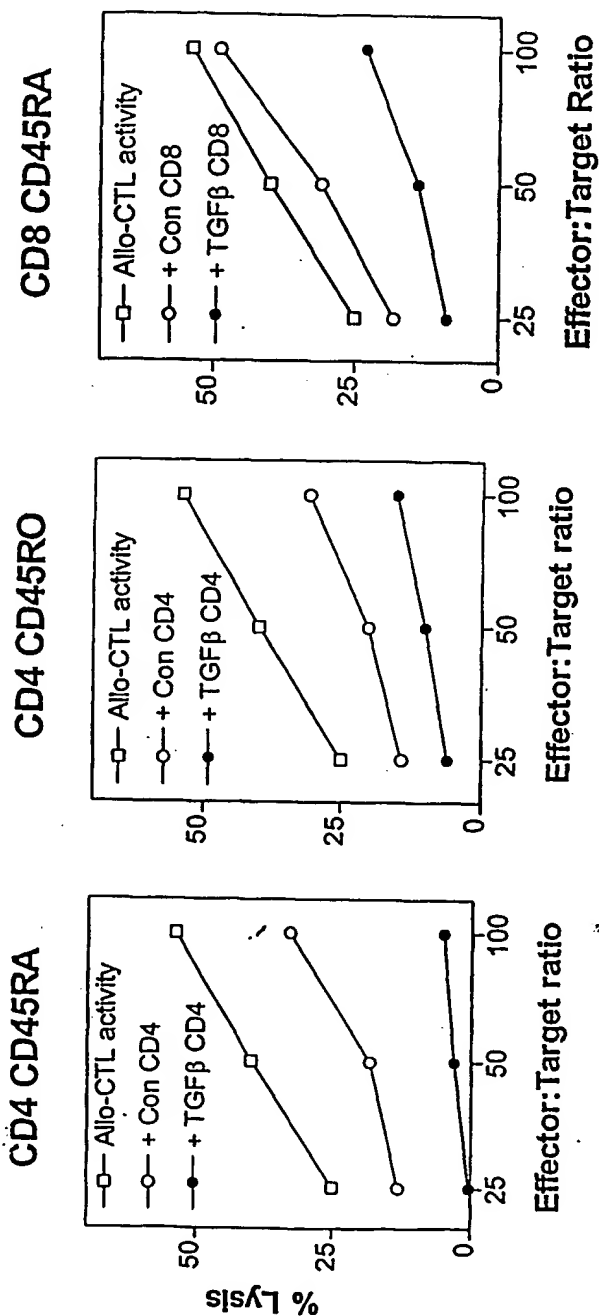 CD4 CD45RA
% Lysis
50
25
0
Allo-CTL activity
+ Con CD4
+ TGFβ CD4
25
50
100
Effector:Target ratio
CD4 CD45RO
50
25
0
Allo-CTL activity
+ Con CD4
+ TGFβ CD4
25
50
100
Effector:Target ratio
CD8 CD45RA
50
25
0
Allo-CTL activity
+ Con CD8
+ TGFβ CD8
25
50
100
Effector:Target Ratio